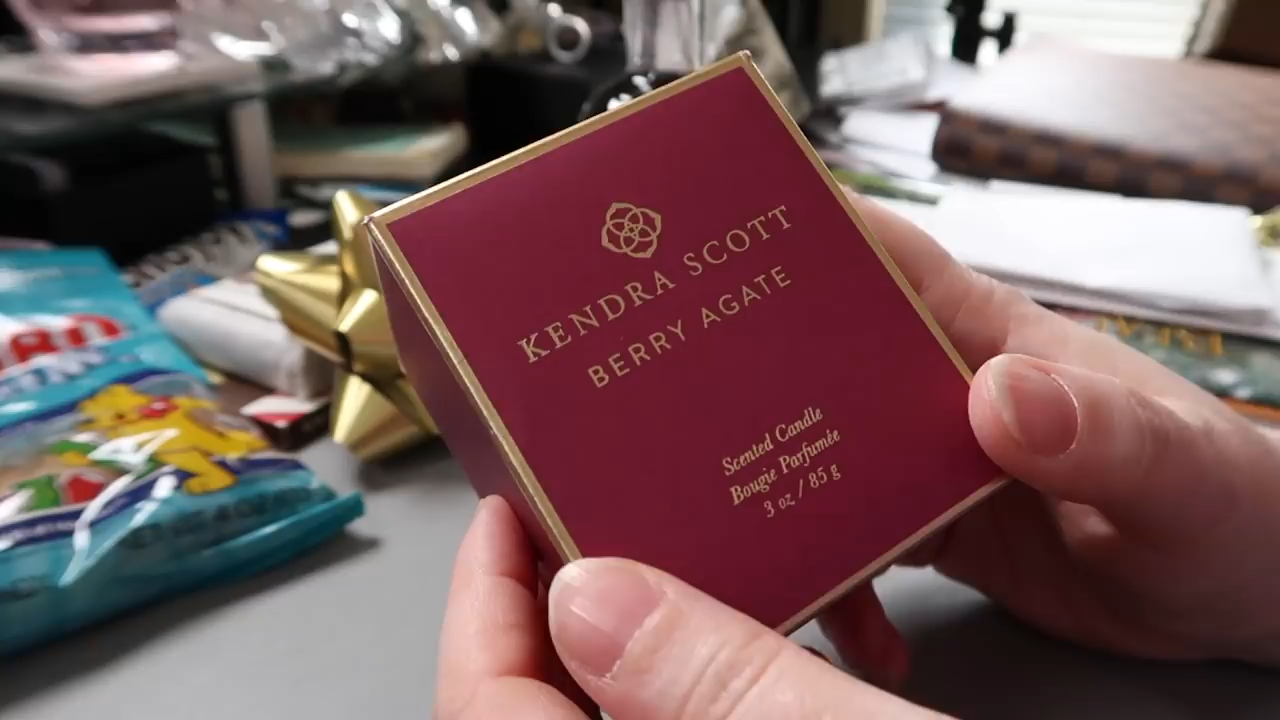 KENDRA SCOTT
BERRY AGATE
Scented Candle
Bougie Parfumée
3 oz / 85 g